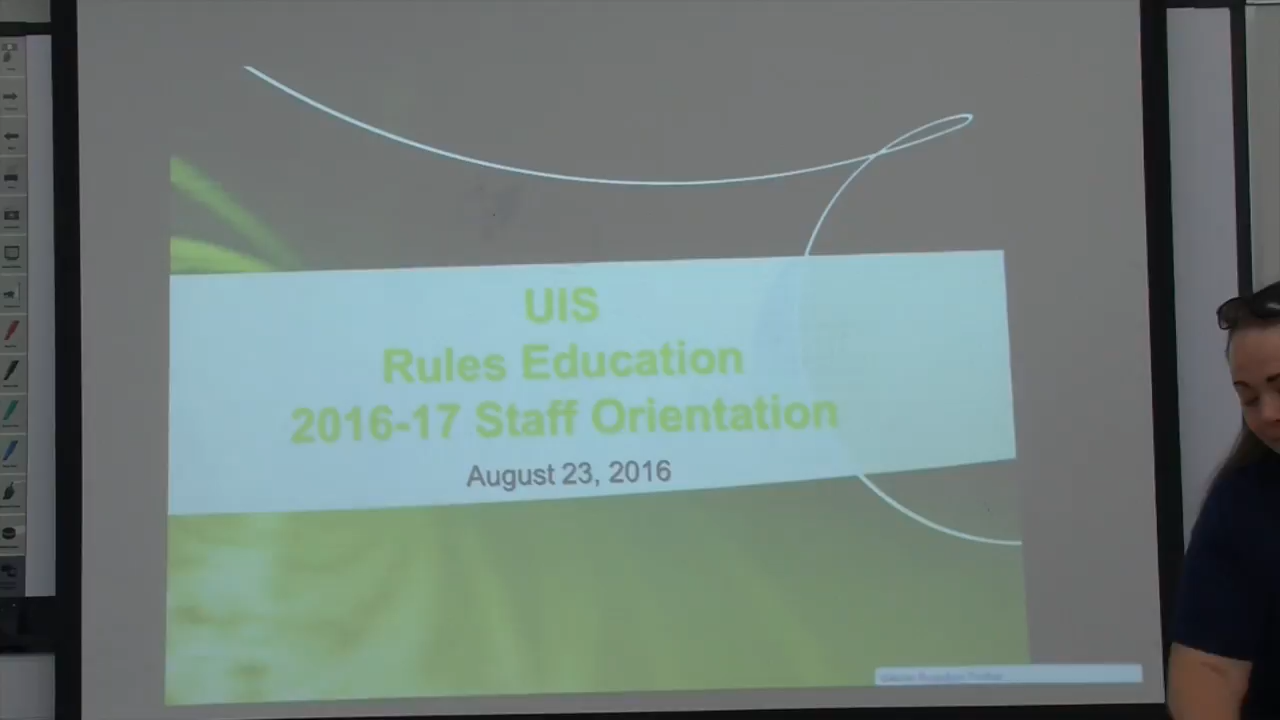 UIS
Rules Education
2016-17 Staff Orientation
August 23, 2016